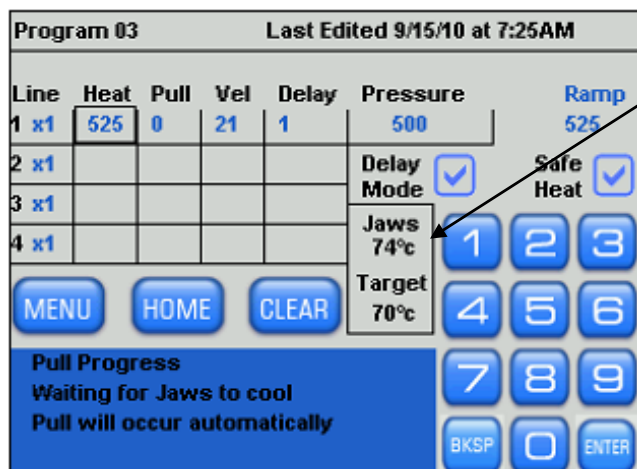 Program 03 Last Edited 9/15/10 at 7:25AM
Line Heat Pull Vel Delay Pressure Ramp
1 x1 525 0 21 1 500 525
2 x1
3 x1
4 x1
Delay Mode
Safe Heat
Jaws
74°c
Target
70°c
MENU HOME CLEAR
Pull Progress
Waiting for Jaws to cool
Pull will occur automatically
1 2 3
4 5 6
7 8 9
BKSP 0 ENTER